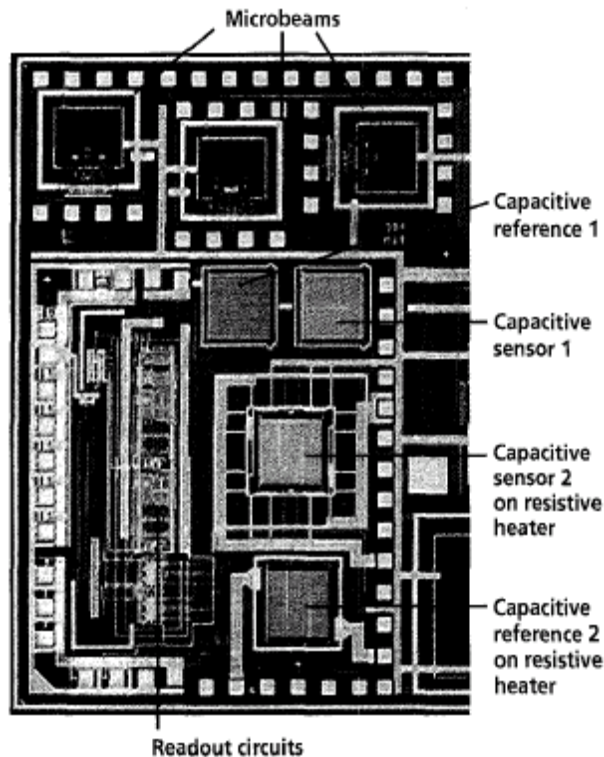 Microbeams
Capacitive
reference 1
Capacitive
sensor 1
Capacitive
sensor 2
on resistive
heater
Capacitive
reference 2
on resistive
heater
Readout circuits